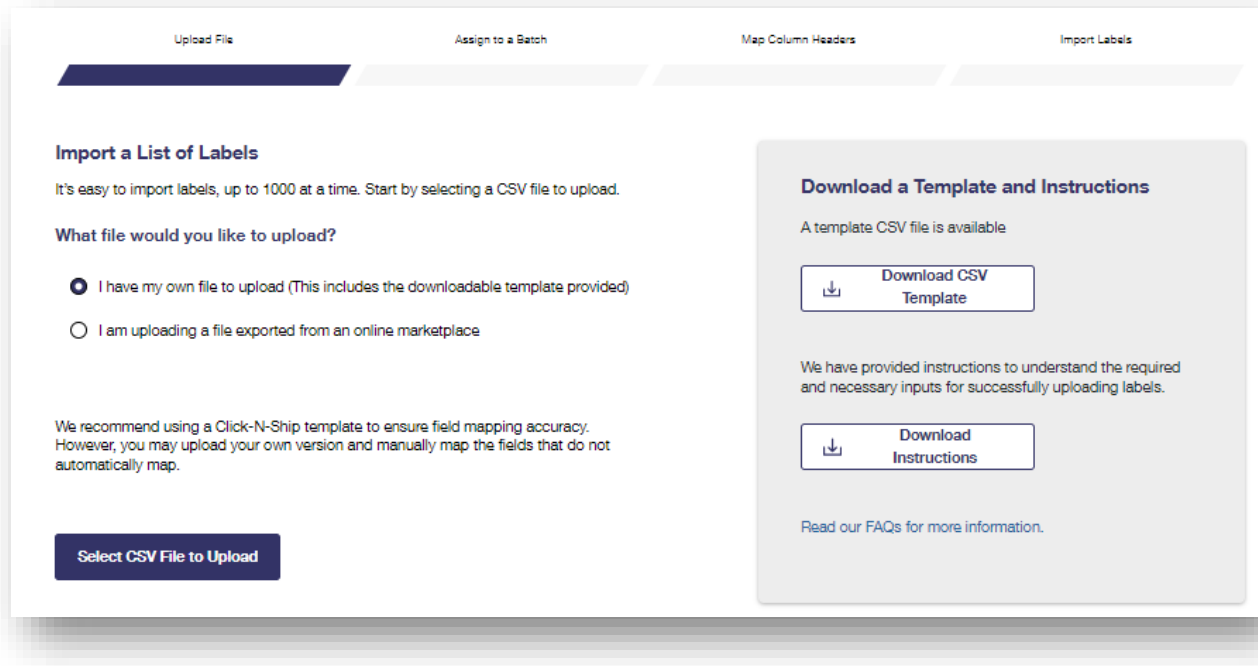 Upload File
Assign to a Batch
Map Column Headers
Import Labels
Import a List of Labels
It's easy to import labels, up to 1000 at a time. Start by selecting a CSV file to upload.
What file would you like to upload?
I have my own file to upload (This includes the downloadable template provided)
I am uploading a file exported from an online marketplace
We recommend using a Click-N-Ship template to ensure field mapping accuracy.
However, you may upload your own version and manually map the fields that do not
automatically map.
Select CSV File to Upload
Download a Template and Instructions
A template CSV file is available
Download CSV
Template
We have provided instructions to understand the required
and necessary inputs for successfully uploading labels.
Download
Instructions
Read our FAQs for more information.